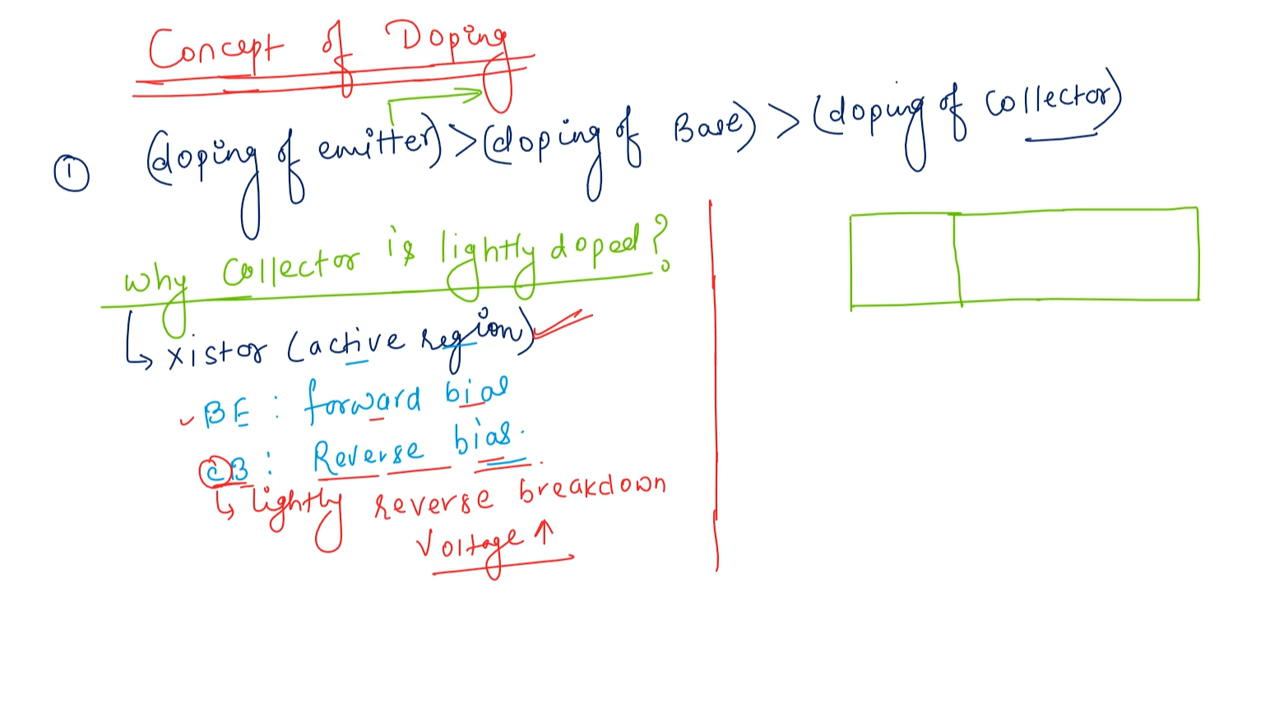 Concept of Doping
① (doping of emitter) > (doping of Base) > (doping of collector)
why collector is lightly doped?
↳ xistor (active region) ✓
✓ BE : forward bias
CB : Reverse bias.
↳ lightly reverse breakdown
Voltage ↑